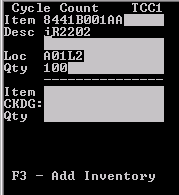 Cycle Count TCC1
Item 8441B001AA
Desc iR2202
Loc A01L2
Qty 100
---------------
Item
CKDG:
Qty
F3 - Add Inventory